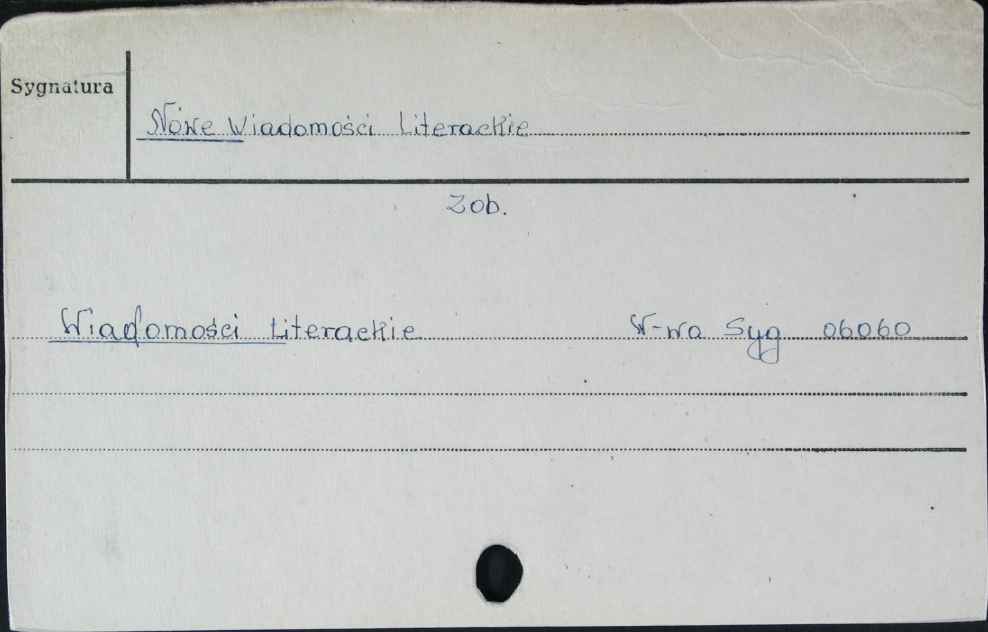 Sygnatura
Nowe Wiadomości Literackie
Zob.
Wiadomości Literackie W-wa Syg 06060